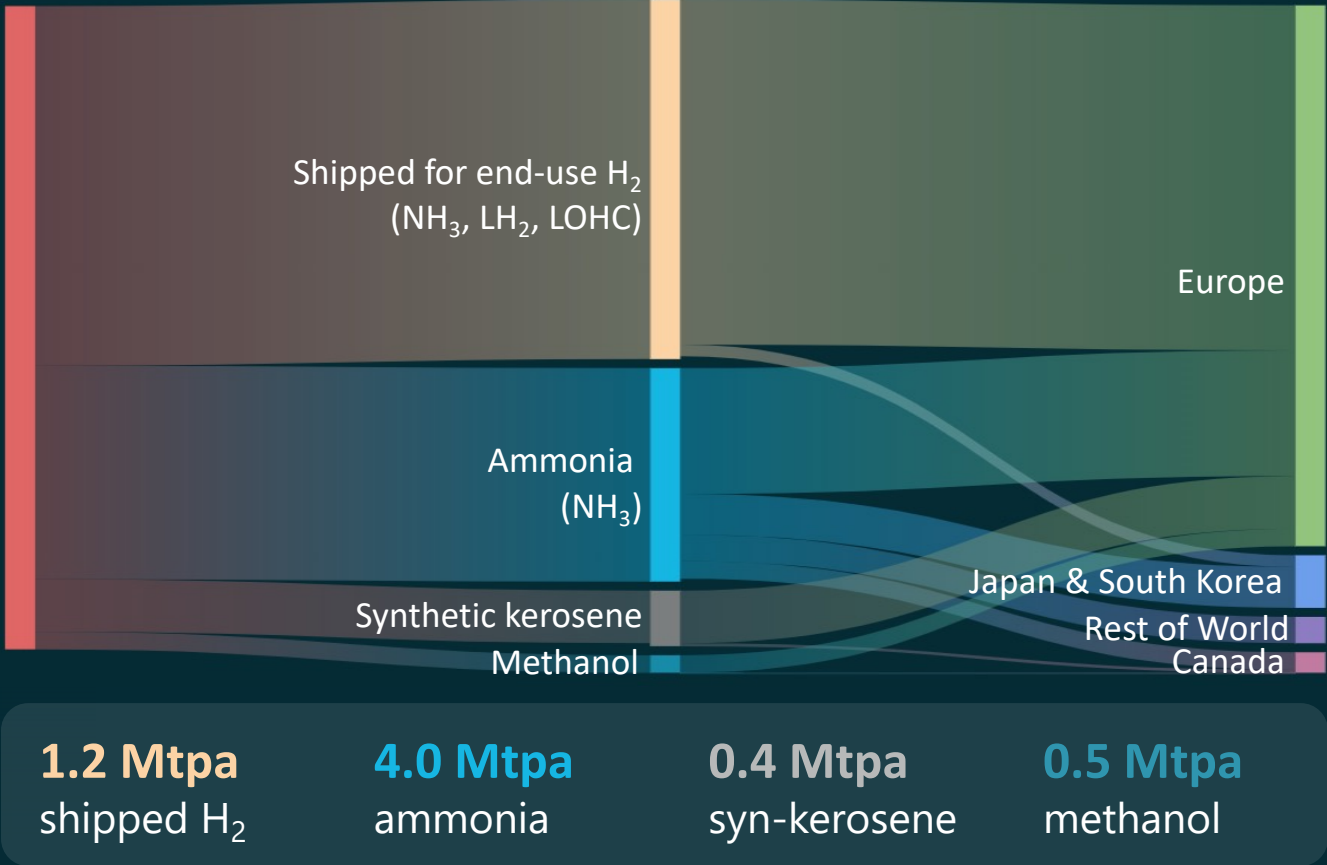 Shipped for end-use H₂
(NH₃, LH₂, LOHC)
Europe
Ammonia
(NH₃)
Japan & South Korea
Synthetic kerosene
Rest of World
Methanol
Canada
1.2 Mtpa
shipped H₂
4.0 Mtpa
ammonia
0.4 Mtpa
syn-kerosene
0.5 Mtpa
methanol